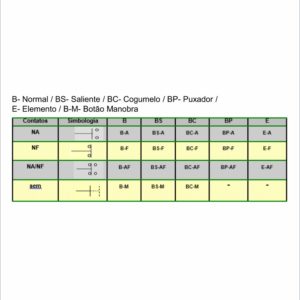 B- Normal / BS- Saliente / BC- Cogumelo / BP- Puxador /
E- Elemento / B-M- Botão Manobra
Contatos Simbologia B BS BC BP E
NA B-A BS-A BC-A BP-A E-A
NF B-F BS-F BC-F BP-F E-F
NA/NF B-AF BS-AF BC-AF BP-AF E-AF
sem B-M BS-M BC-M - -